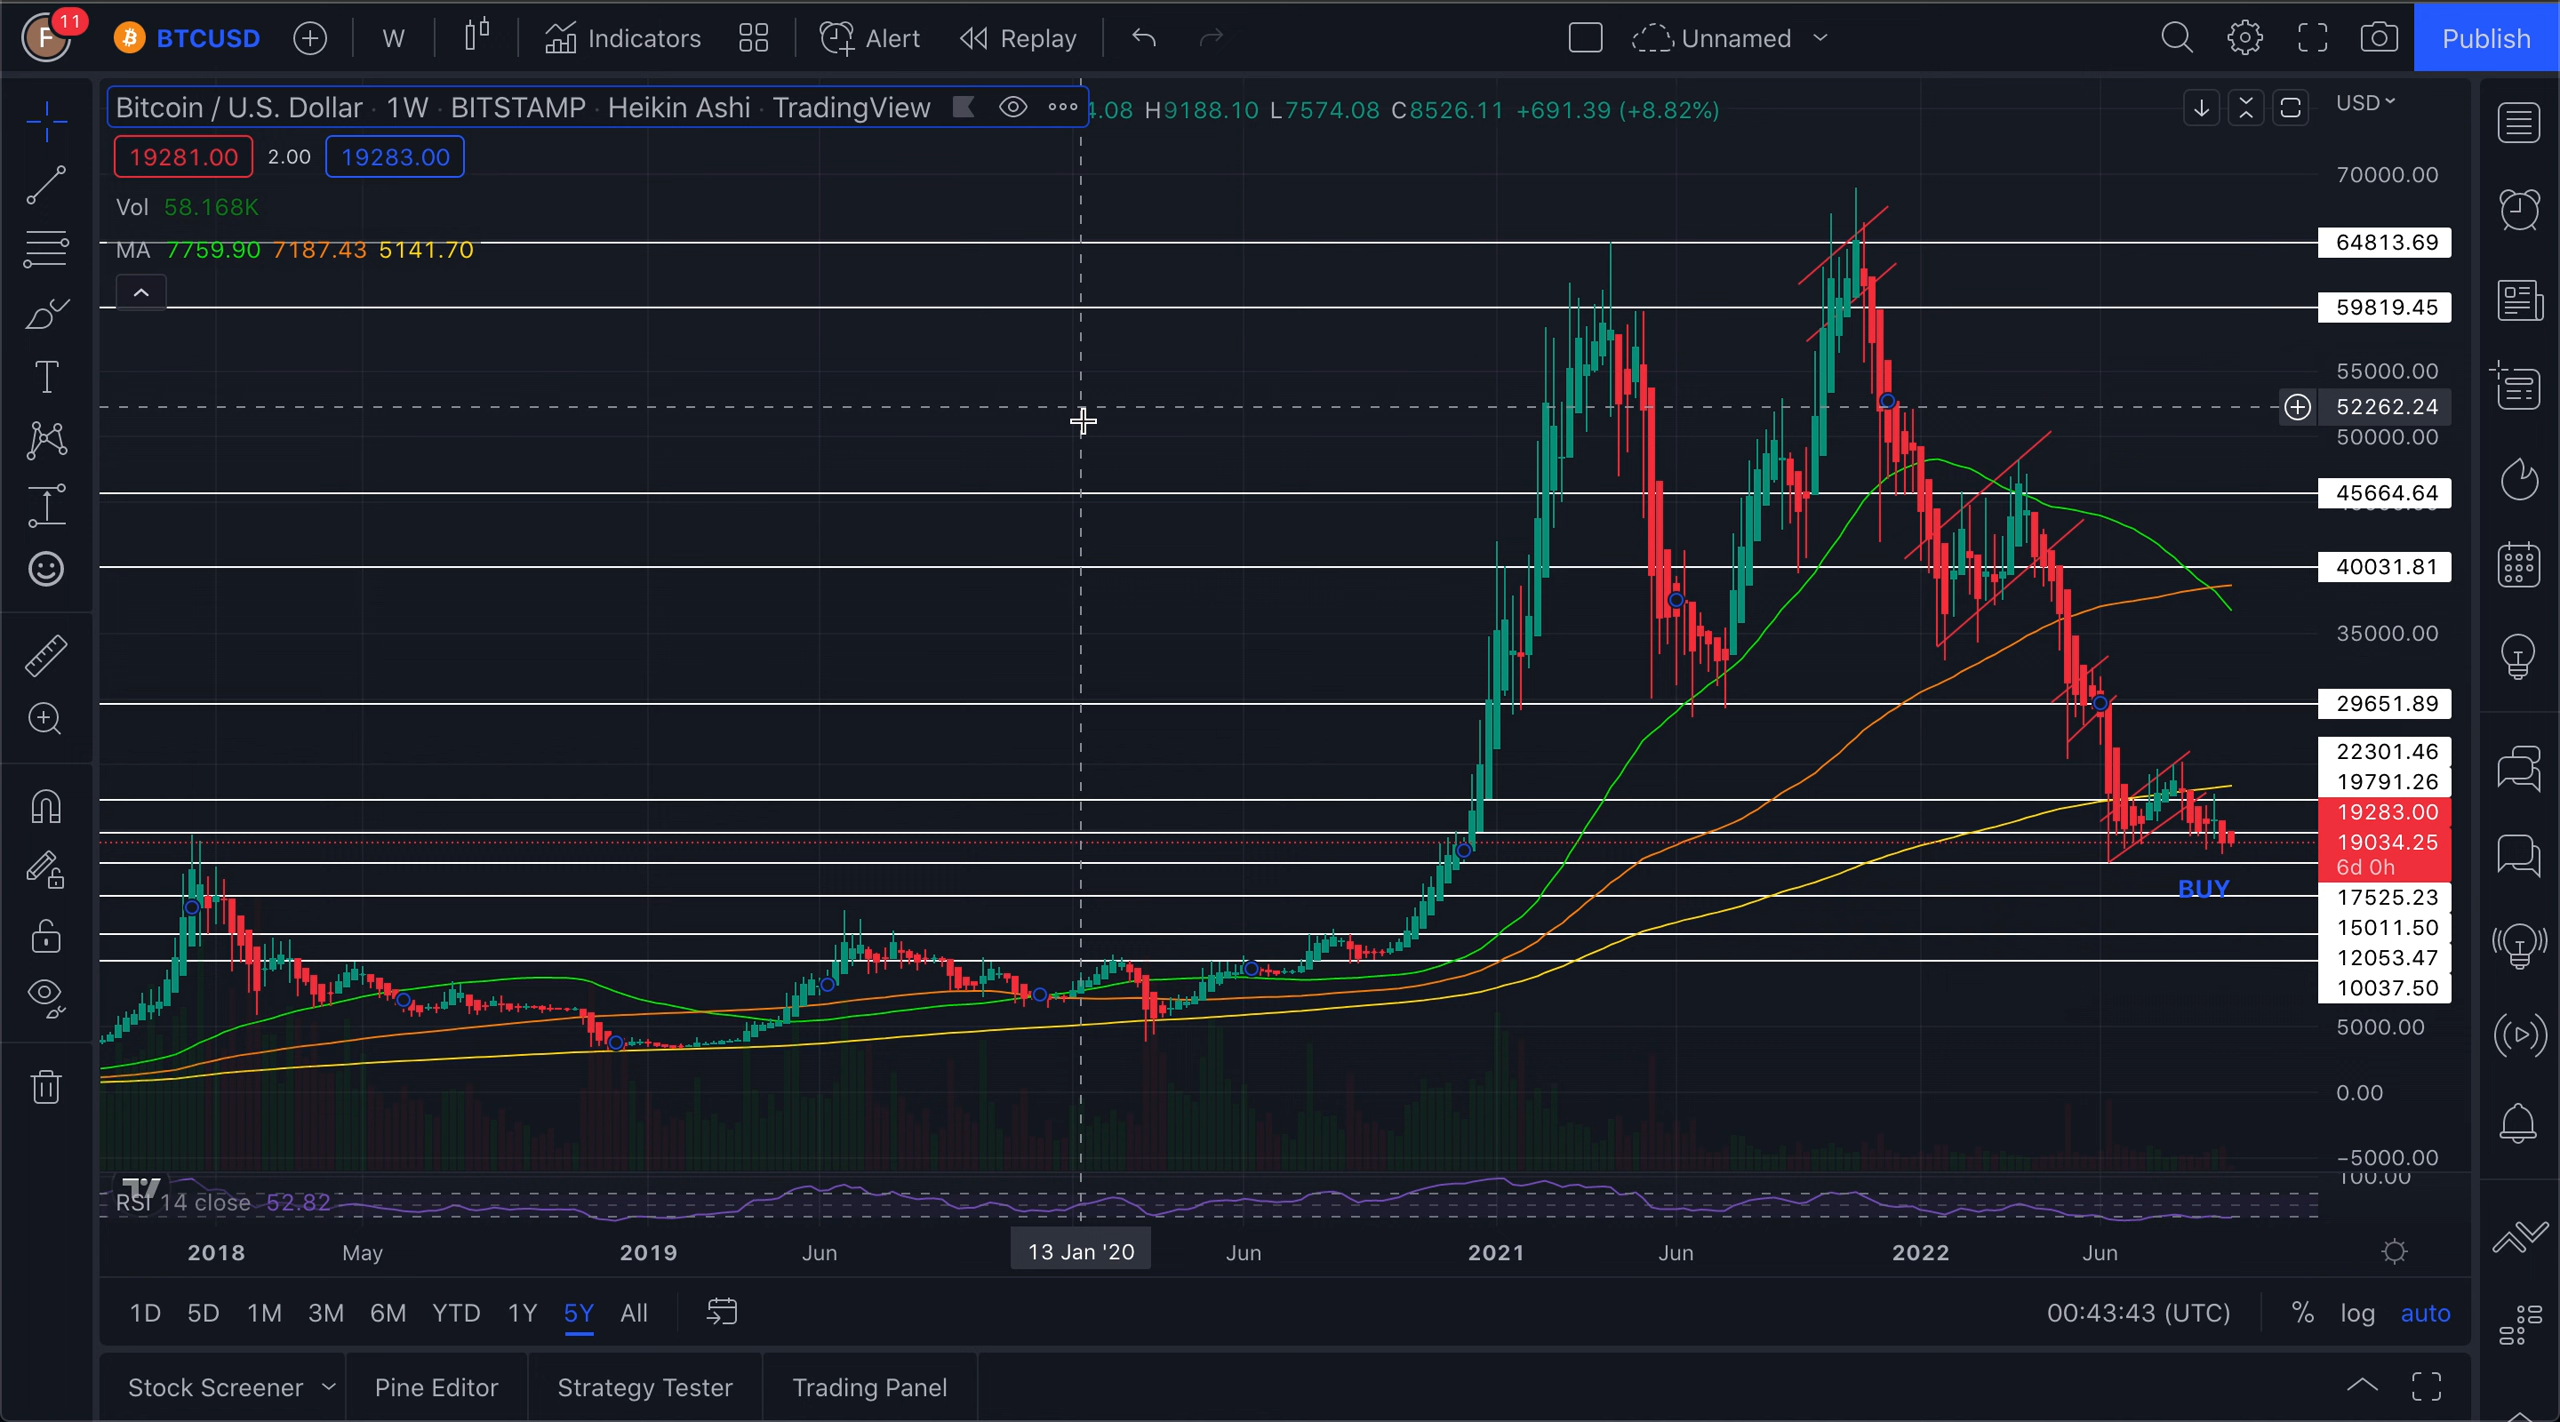 F
11
BTCUSD
W
Indicators
Alert
Replay
Unnamed
Publish
Bitcoin / U.S. Dollar · 1W · BITSTAMP · Heikin Ashi · TradingView
4.08 H9188.10 L7574.08 C8526.11 +691.39 (+8.82%)
USD
19281.00 2.00 19283.00
Vol 58.168K
MA 7759.90 7187.43 5141.70
70000.00
64813.69
59819.45
55000.00
52262.24
50000.00
45664.64
40031.81
35000.00
29651.89
22301.46
19791.26
19283.00
19034.25
6d 0h
BUY
17525.23
15011.50
12053.47
10037.50
5000.00
0.00
−5000.00
100.00
RSI 14 close 52.82
2018 May 2019 Jun 13 Jan '20 Jun 2021 Jun 2022 Jun
1D 5D 1M 3M 6M YTD 1Y 5Y All
00:43:43 (UTC) % log auto
Stock Screener Pine Editor Strategy Tester Trading Panel